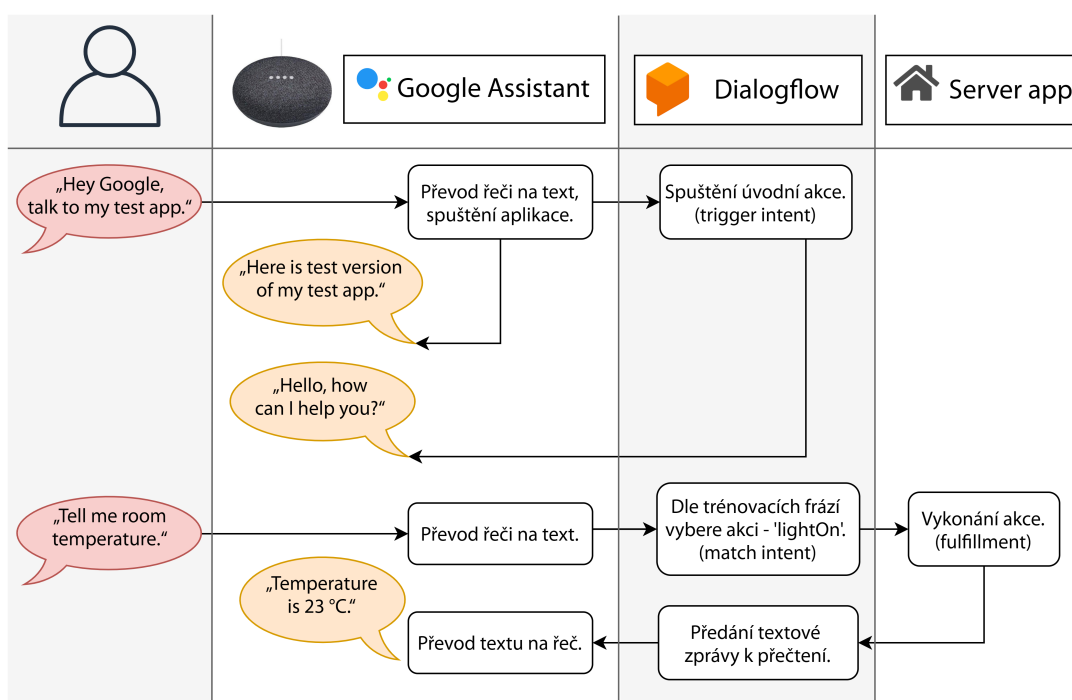 Google Assistant
Dialogflow
Server app
„Hey Google,
talk to my test app.“
Převod řeči na text,
spuštění aplikace.
Spuštění úvodní akce.
(trigger intent)
„Here is test version
of my test app.“
„Hello, how
can I help you?“
„Tell me room
temperature.“
Převod řeči na text.
Dle trénovacích frází
vybere akci - 'lightOn'.
(match intent)
Vykonání akce.
(fulfillment)
„Temperature
is 23 °C.“
Převod textu na řeč.
Předání textové
zprávy k přečtení.